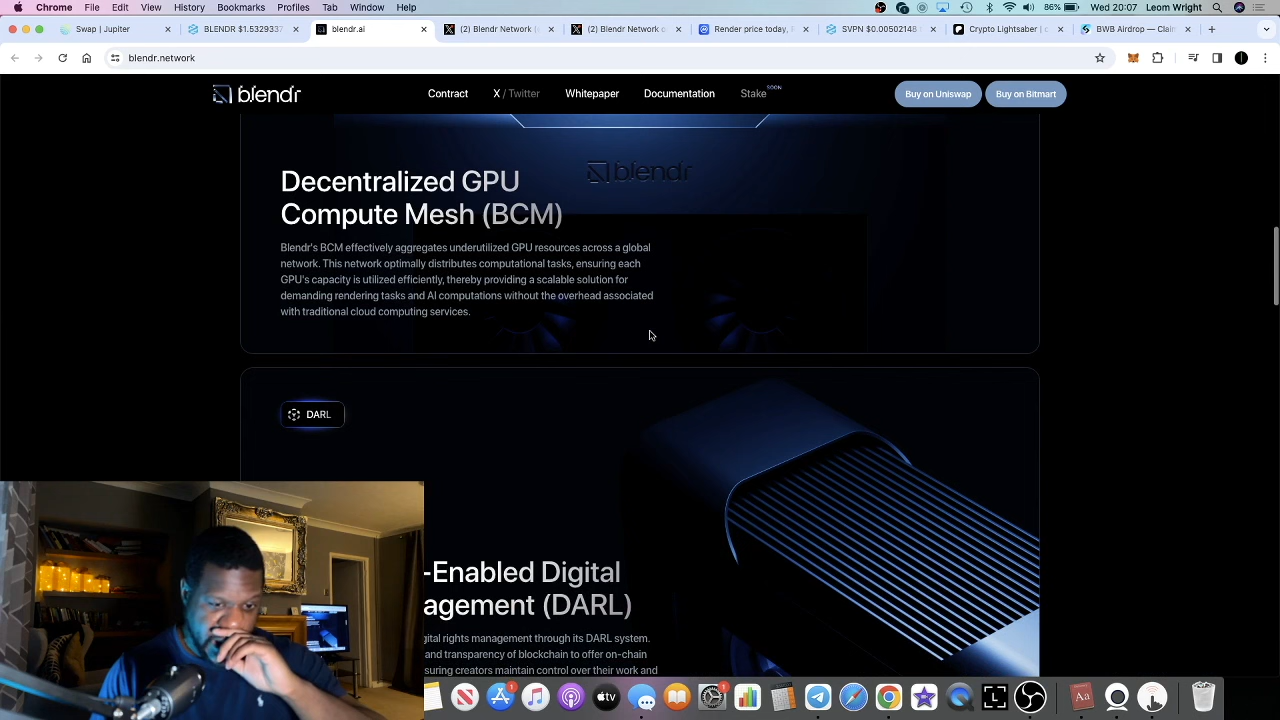 Chrome File Edit View History Bookmarks Profiles Tab Window Help
86% Wed 20:07 Leom Wright
Swap | Jupiter
BLENDR $1.5329337
blendr.ai
(2) Blendr Network (
(2) Blendr Network o
Render price today, F
SVPN $0.00502148
Crypto Lightsaber | c
BWB Airdrop — Claim
blendr.network
blendr
Contract
X / Twitter
Whitepaper
Documentation
Stake SOON
Buy on Uniswap
Buy on Bitmart
blendr
Decentralized GPU
Compute Mesh (BCM)
Blendr's BCM effectively aggregates underutilized GPU resources across a global
network. This network optimally distributes computational tasks, ensuring each
GPU's capacity is utilized efficiently, thereby providing a scalable solution for
demanding rendering tasks and AI computations without the overhead associated
with traditional cloud computing services.
DARL
-Enabled Digital
agement (DARL)
gital rights management through its DARL system.
and transparency of blockchain to offer on-chain
suring creators maintain control over their work and
tv
Aa